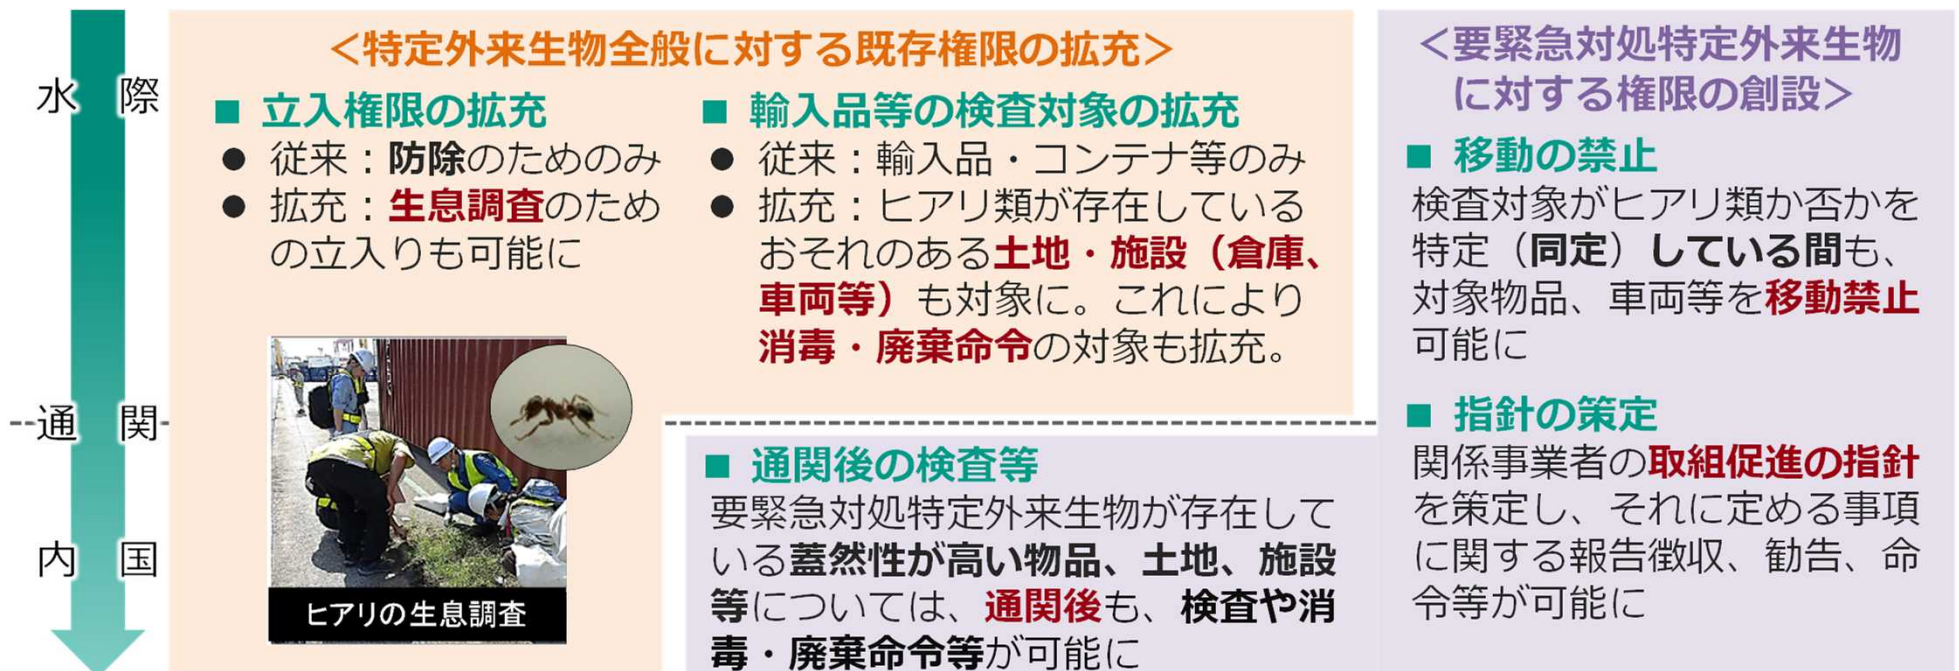 水際
通関
国内
＜特定外来生物全般に対する既存権限の拡充＞
■ 立入権限の拡充
● 従来：防除のためのみ
● 拡充：生息調査のため
の立入りも可能に
ヒアリの生息調査
■ 輸入品等の検査対象の拡充
● 従来：輸入品・コンテナ等のみ
● 拡充：ヒアリ類が存在している
おそれのある土地・施設（倉庫、
車両等）も対象に。これにより
消毒・廃棄命令の対象も拡充。
■ 通関後の検査等
要緊急対処特定外来生物が存在して
いる蓋然性が高い物品、土地、施設
等については、通関後も、検査や消
毒・廃棄命令等が可能に
＜要緊急対処特定外来生物
に対する権限の創設＞
■ 移動の禁止
検査対象がヒアリ類か否かを
特定（同定）している間も、
対象物品、車両等を移動禁止
可能に
■ 指針の策定
関係事業者の取組促進の指針
を策定し、それに定める事項
に関する報告徴収、勧告、命
令等が可能に